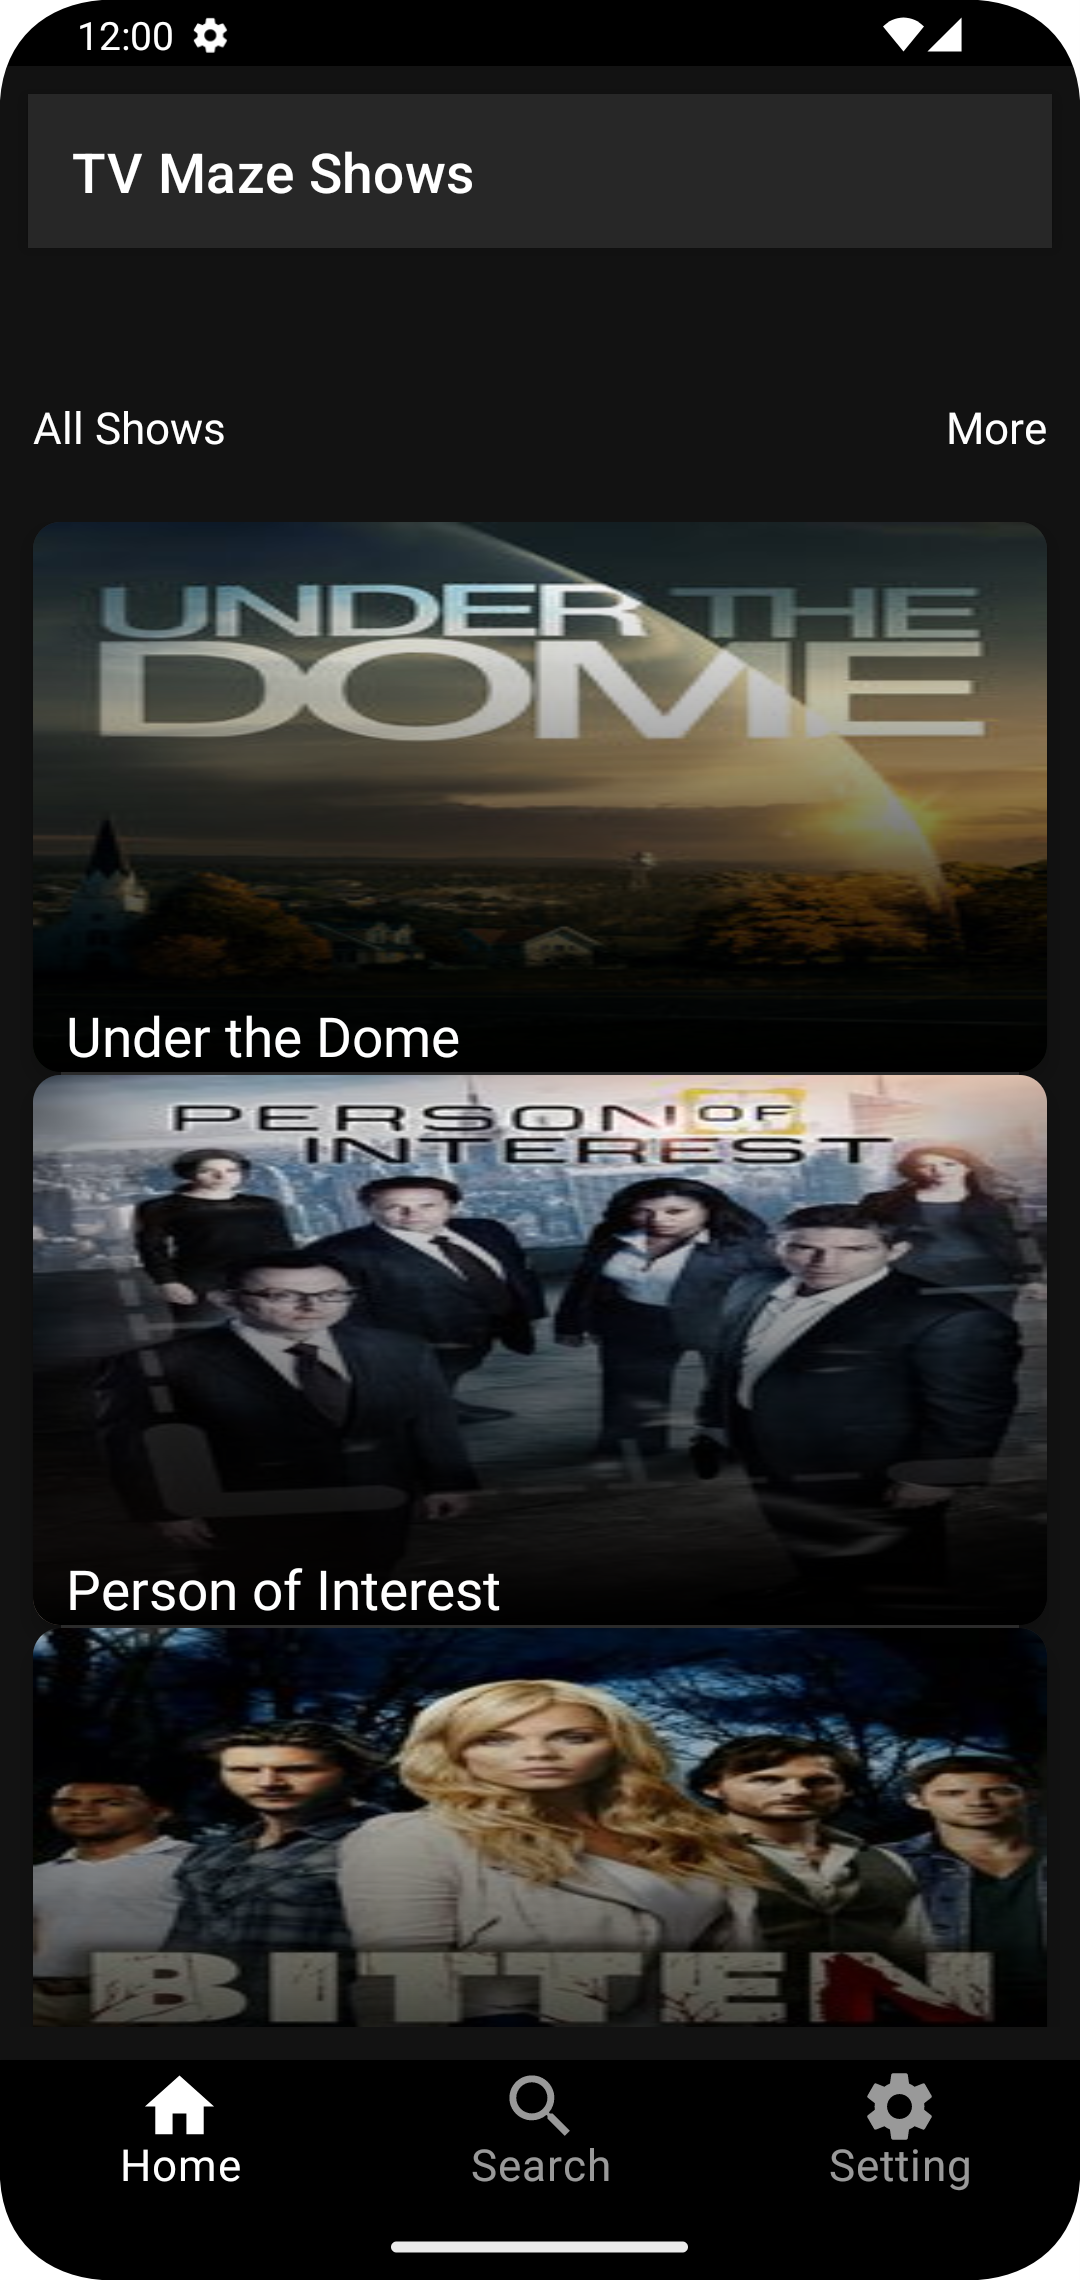 12:00
TV Maze Shows
All Shows More
UNDER THE
DOME
Under the Dome
PERSON OF
INTEREST
Person of Interest
BITTEN
Home Search Setting